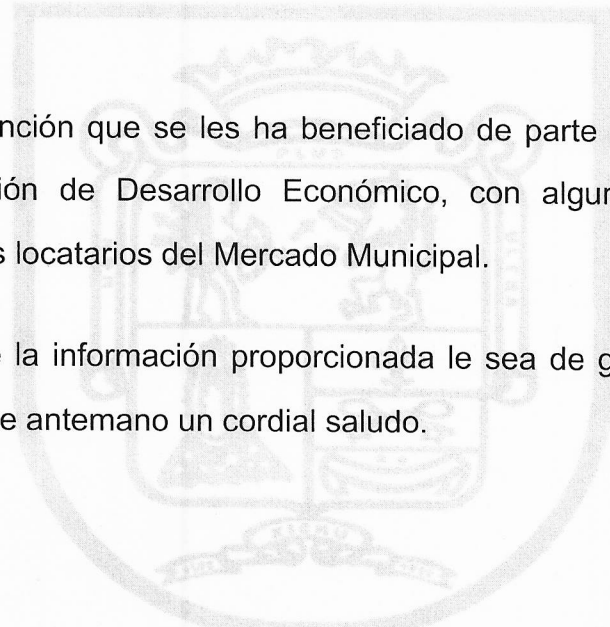 nción que se les ha beneficiado de parte
ión de Desarrollo Económico, con algun
s locatarios del Mercado Municipal.
e la información proporcionada le sea de g
e antemano un cordial saludo.